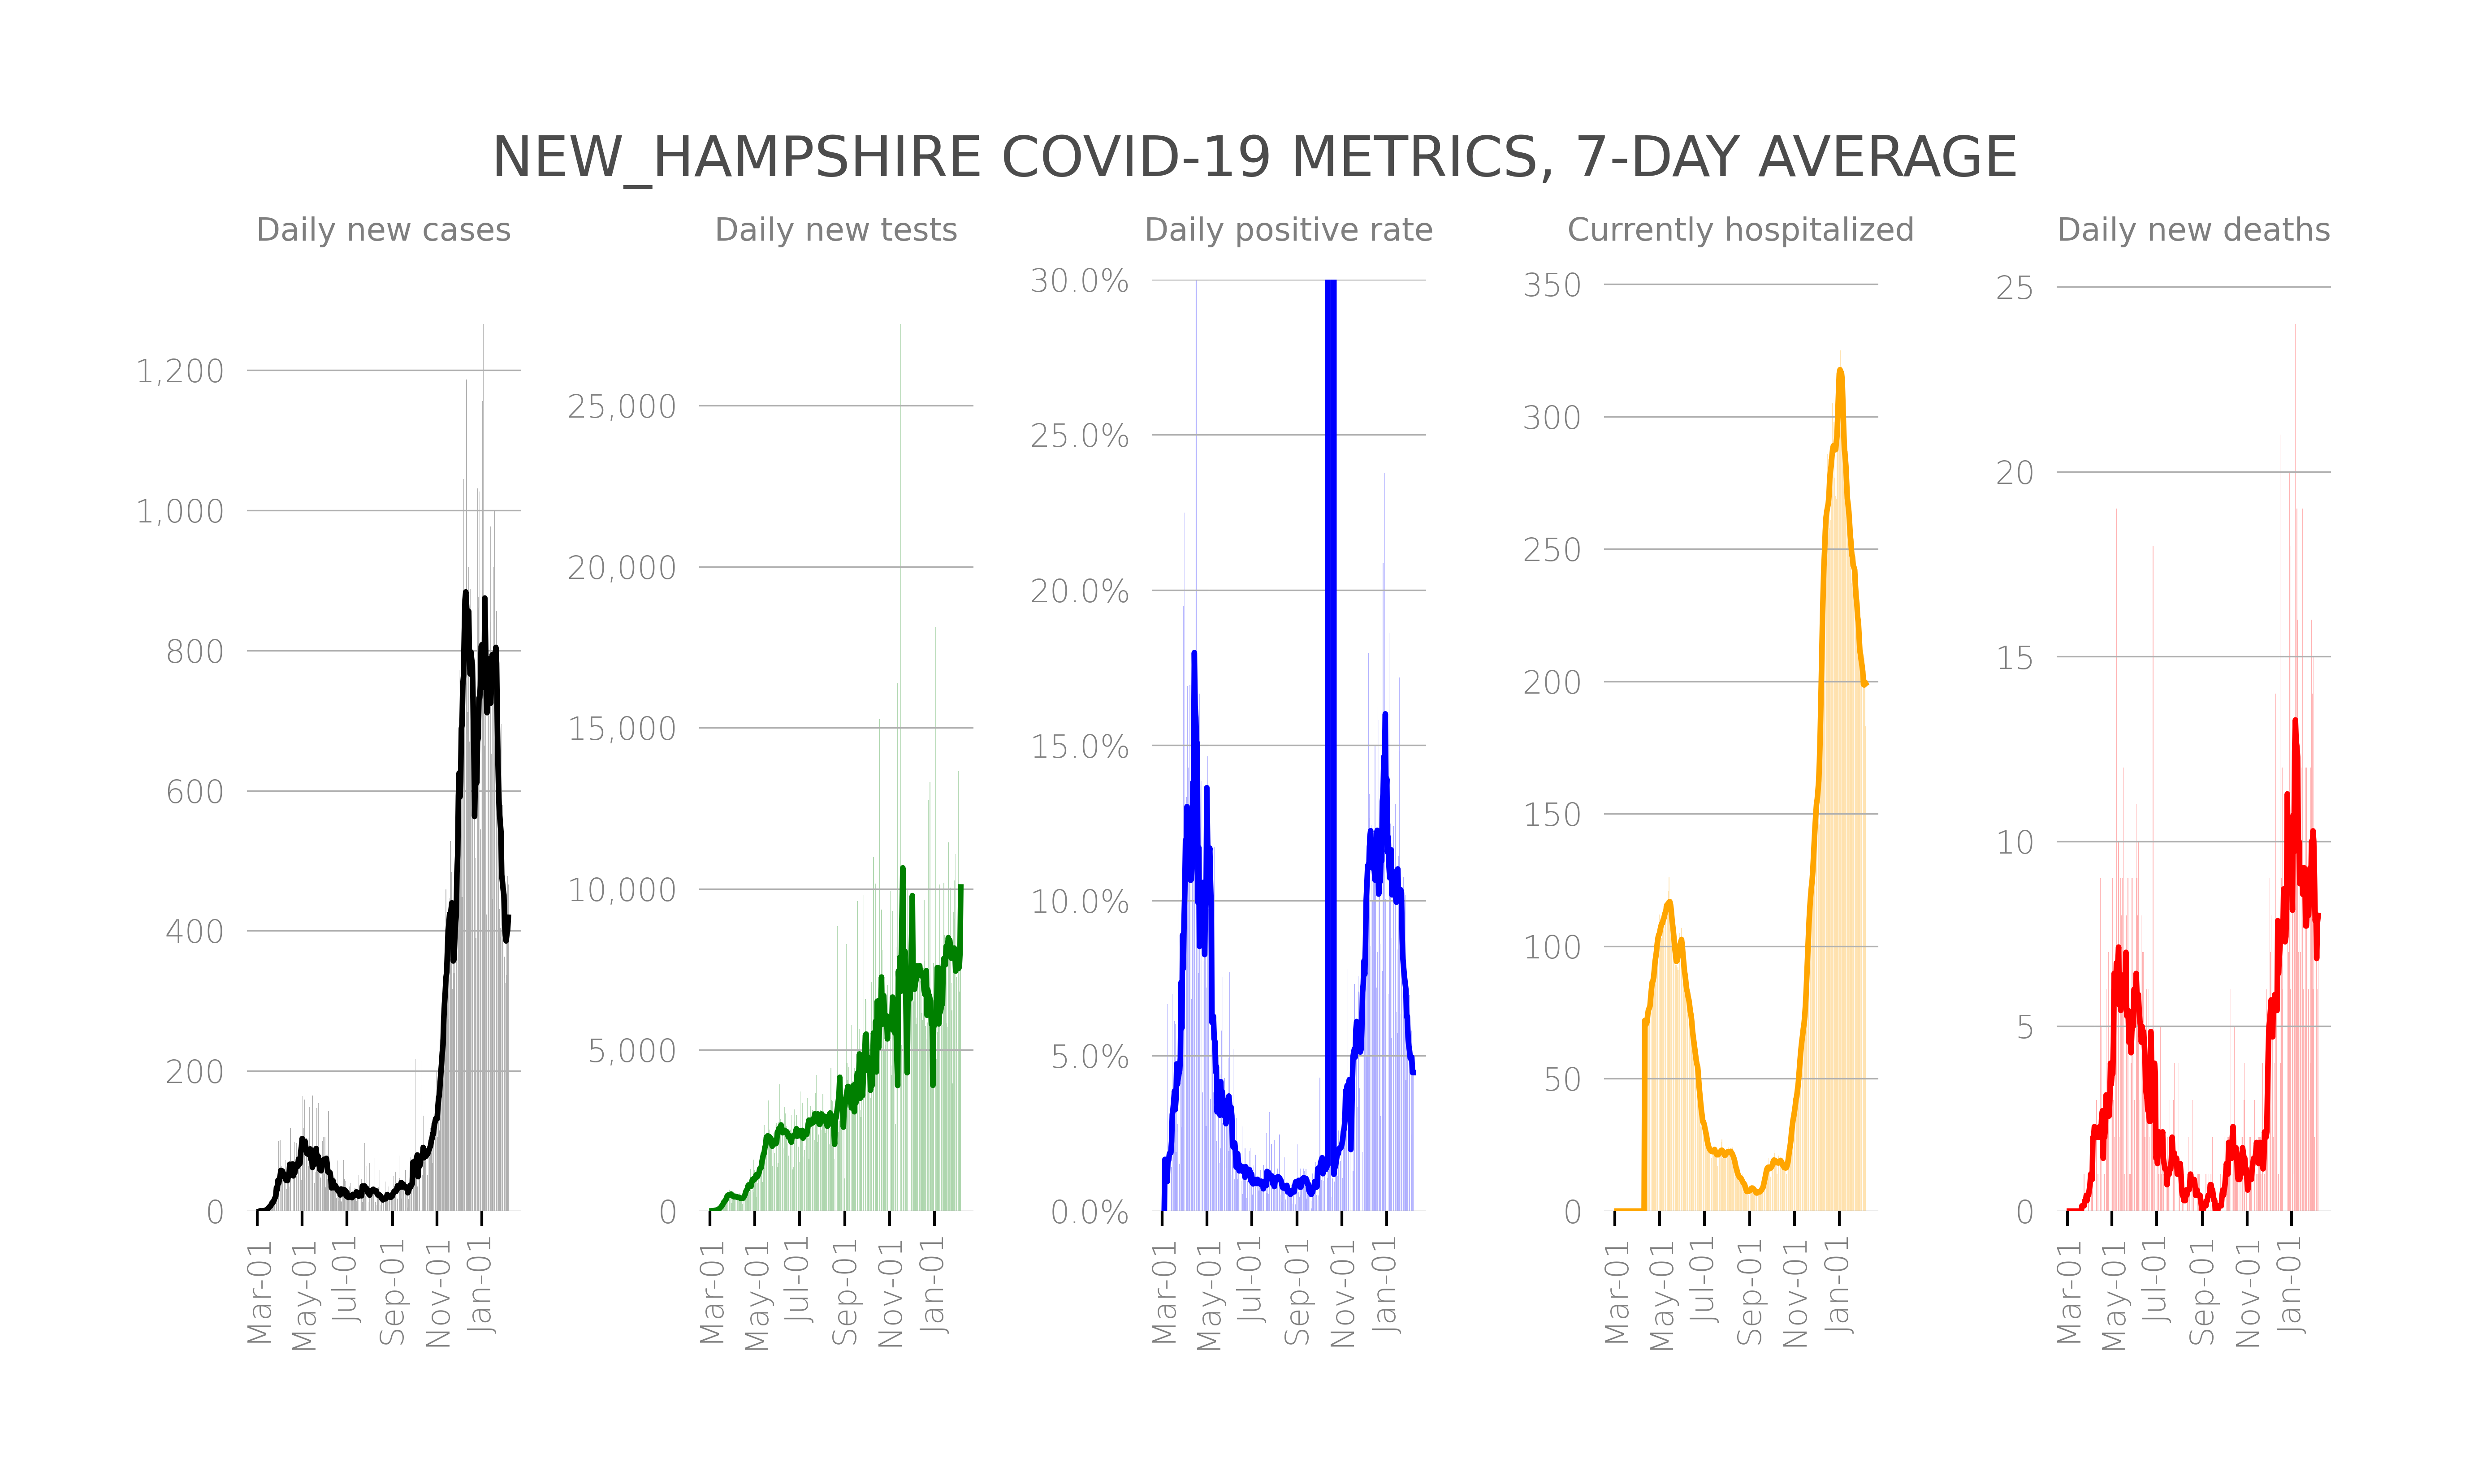 NEW_HAMPSHIRE COVID-19 METRICS, 7-DAY AVERAGE
Daily new cases
1,200
1,000
800
600
400
200
0
Mar-01
May-01
Jul-01
Sep-01
Nov-01
Jan-01
Daily new tests
25,000
20,000
15,000
10,000
5,000
0
Mar-01
May-01
Jul-01
Sep-01
Nov-01
Jan-01
Daily positive rate
30.0%
25.0%
20.0%
15.0%
10.0%
5.0%
0.0%
Mar-01
May-01
Jul-01
Sep-01
Nov-01
Jan-01
Currently hospitalized
350
300
250
200
150
100
50
0
Mar-01
May-01
Jul-01
Sep-01
Nov-01
Jan-01
Daily new deaths
25
20
15
10
5
0
Mar-01
May-01
Jul-01
Sep-01
Nov-01
Jan-01